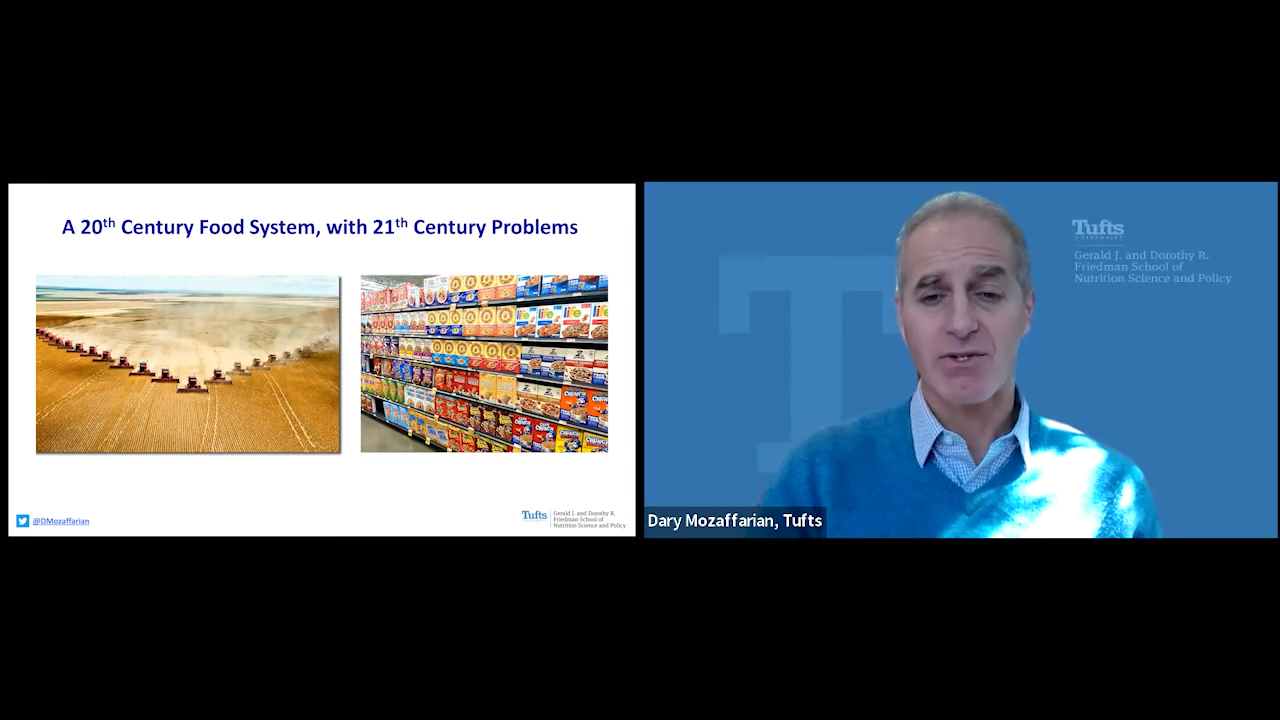 A 20th Century Food System, with 21th Century Problems
@DMozaffarian
Tufts
Gerald J. and Dorothy R.
Friedman School of
Nutrition Science and Policy
Tufts
UNIVERSITY
Gerald J. and Dorothy R.
Friedman School of
Nutrition Science and Policy
Dary Mozaffarian, Tufts